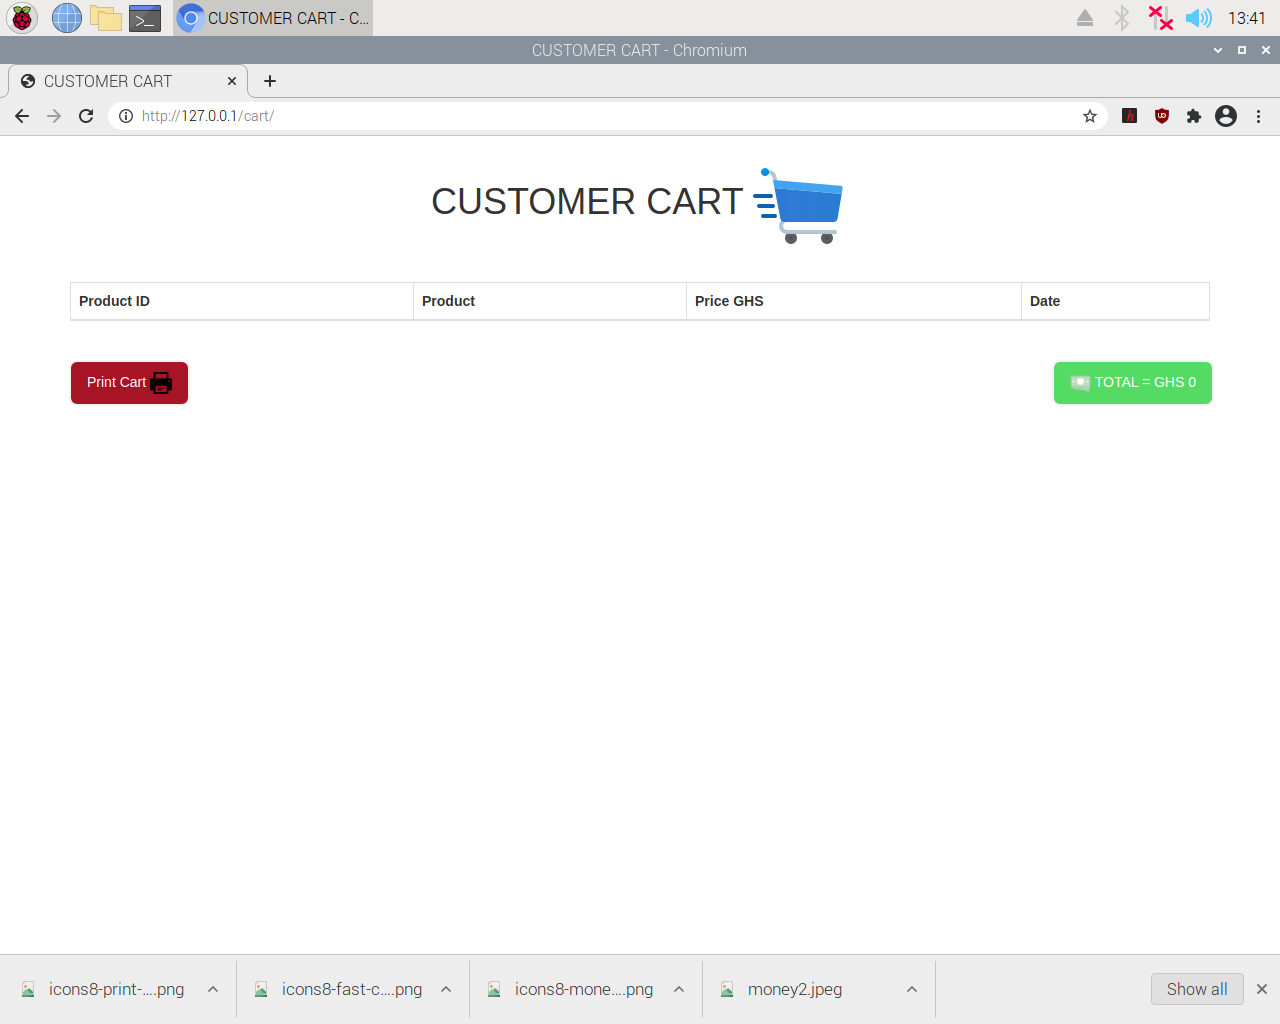 CUSTOMER CART - C...
13:41
CUSTOMER CART - Chromium
CUSTOMER CART
http://127.0.0.1/cart/
CUSTOMER CART
Product ID Product Price GHS Date
Print Cart
TOTAL = GHS 0
icons8-print-....png
icons8-fast-c....png
icons8-mone....png
money2.jpeg
Show all